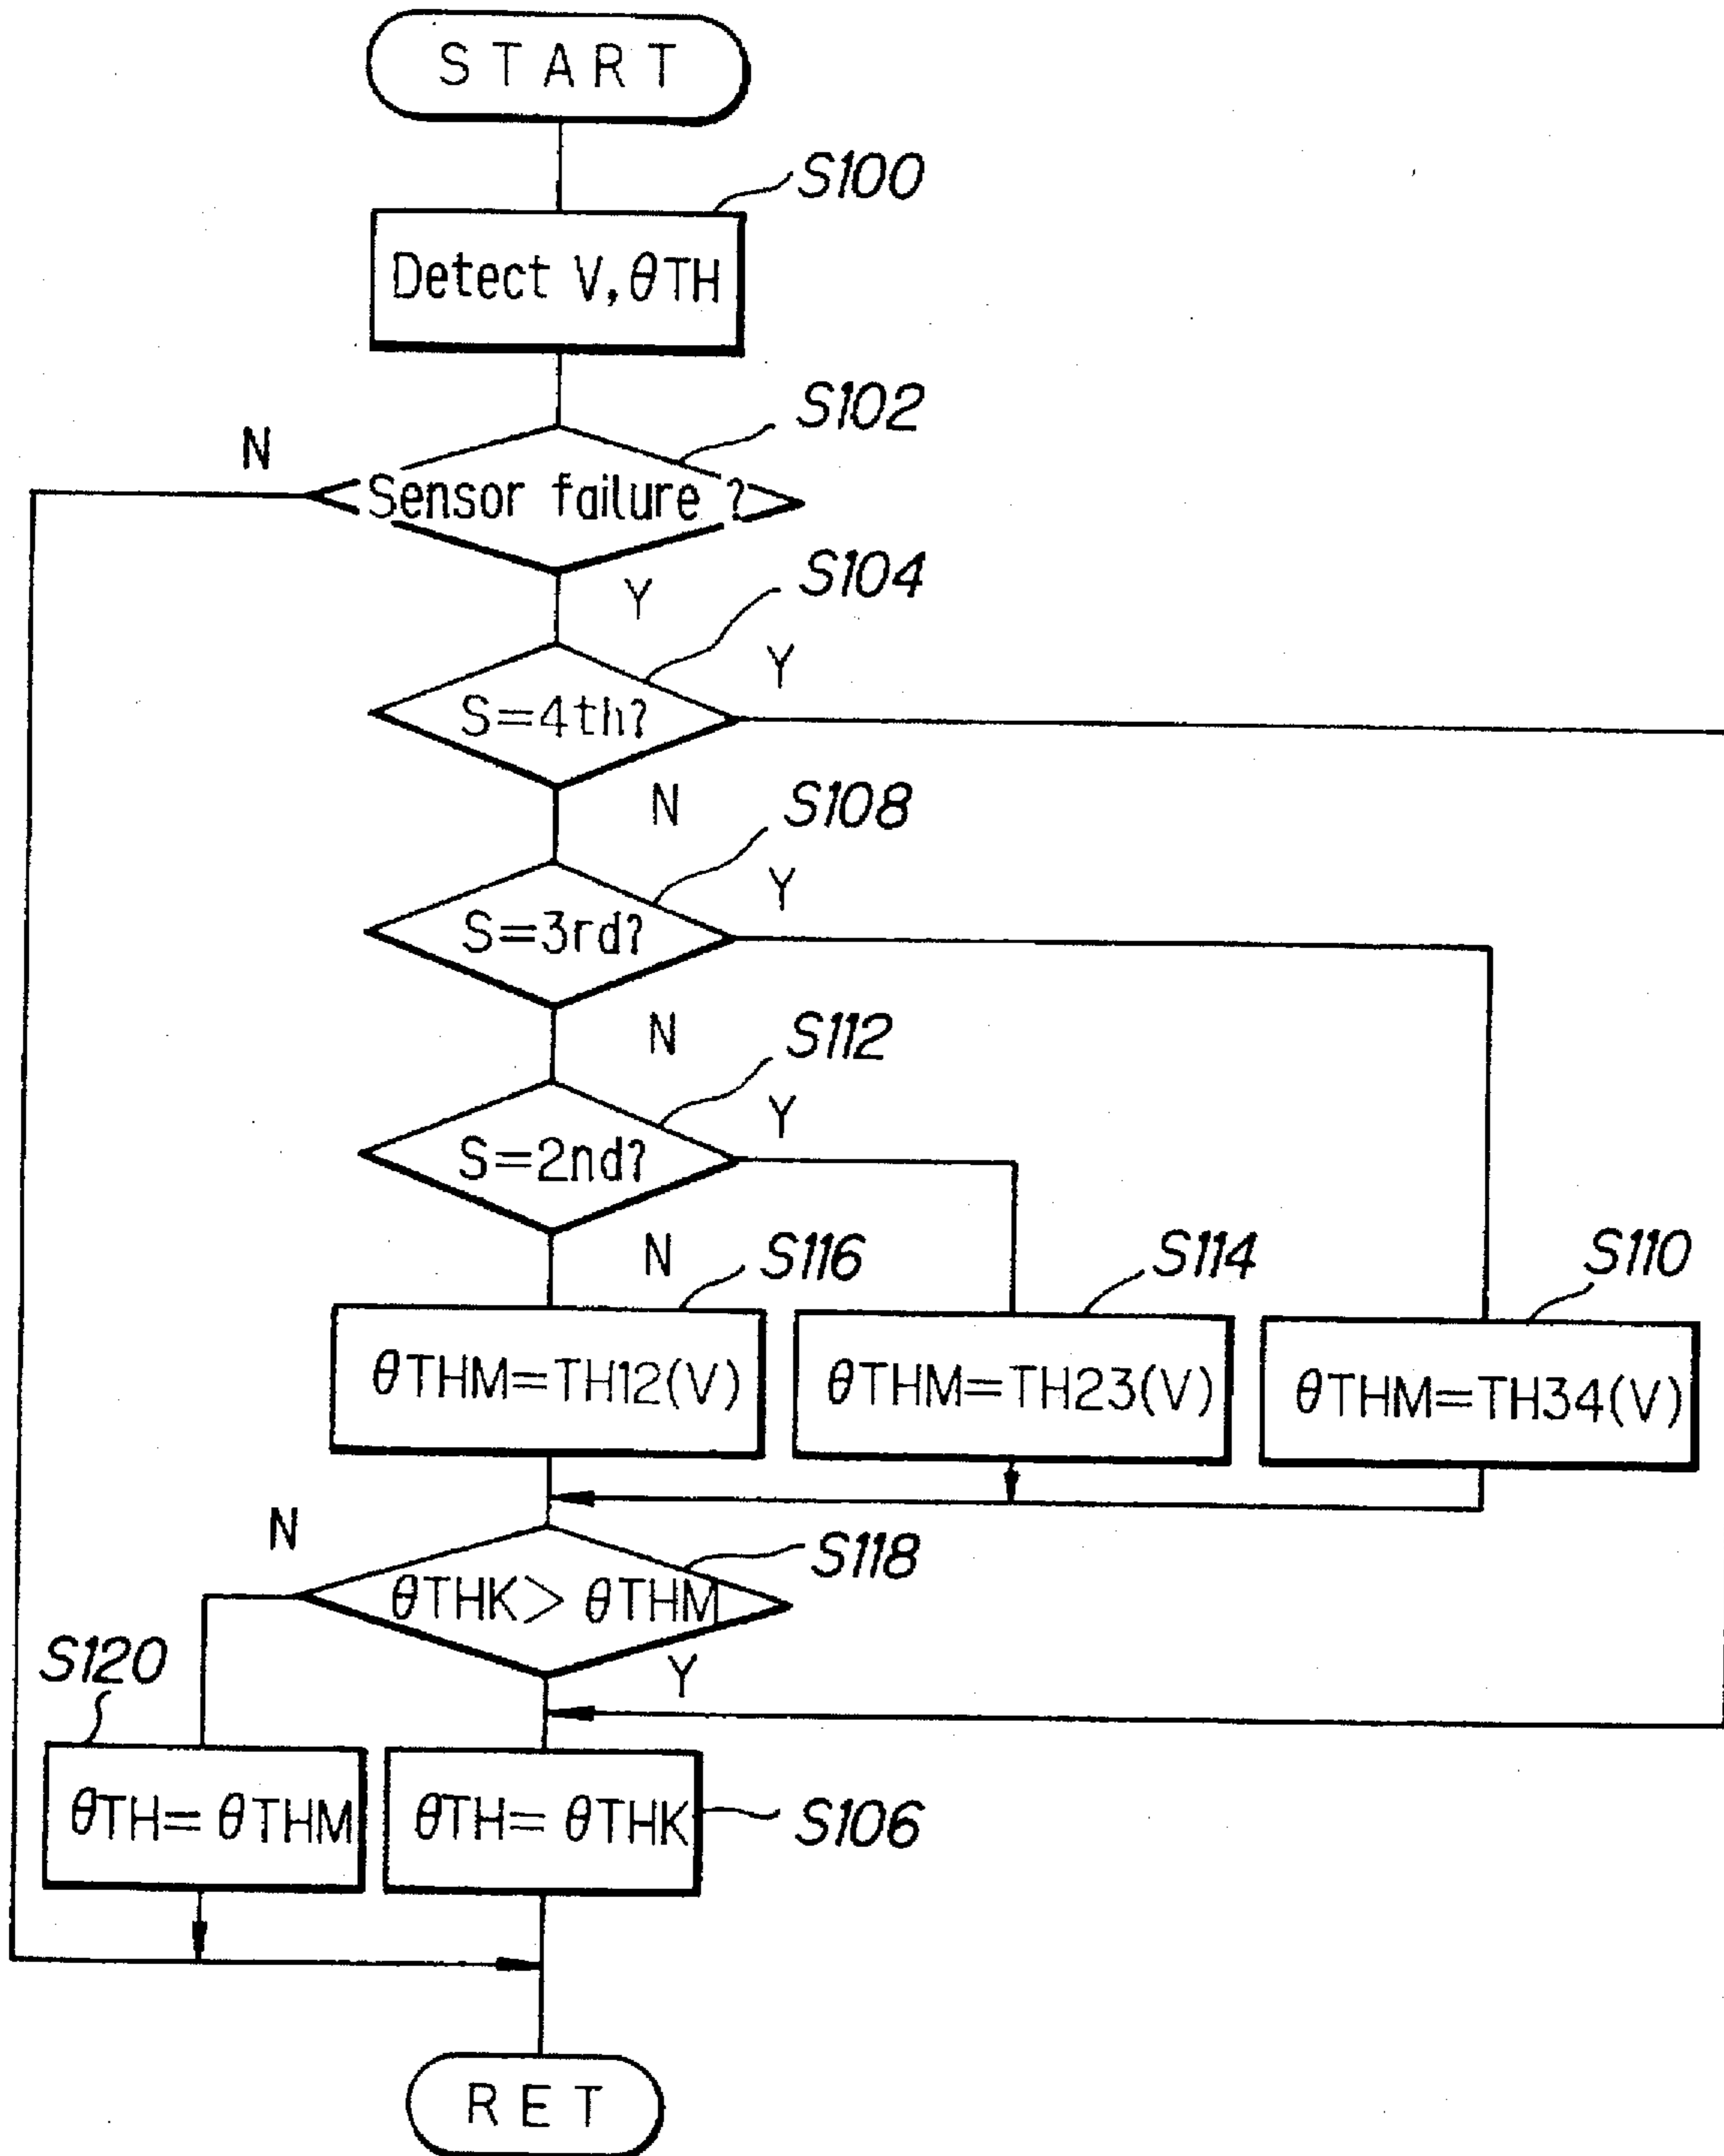 START
S100
Detect V, θTH
S102
N
Sensor failure ?
Y
S104
Y
S=4th?
N
S108
Y
S=3rd?
N
S112
Y
S=2nd?
N
S116
S114
S110
θTHM=TH12(V)
θTHM=TH23(V)
θTHM=TH34(V)
N
S118
θTHK> θTHM
Y
S120
θTH= θTHM
θTH= θTHK
S106
RET